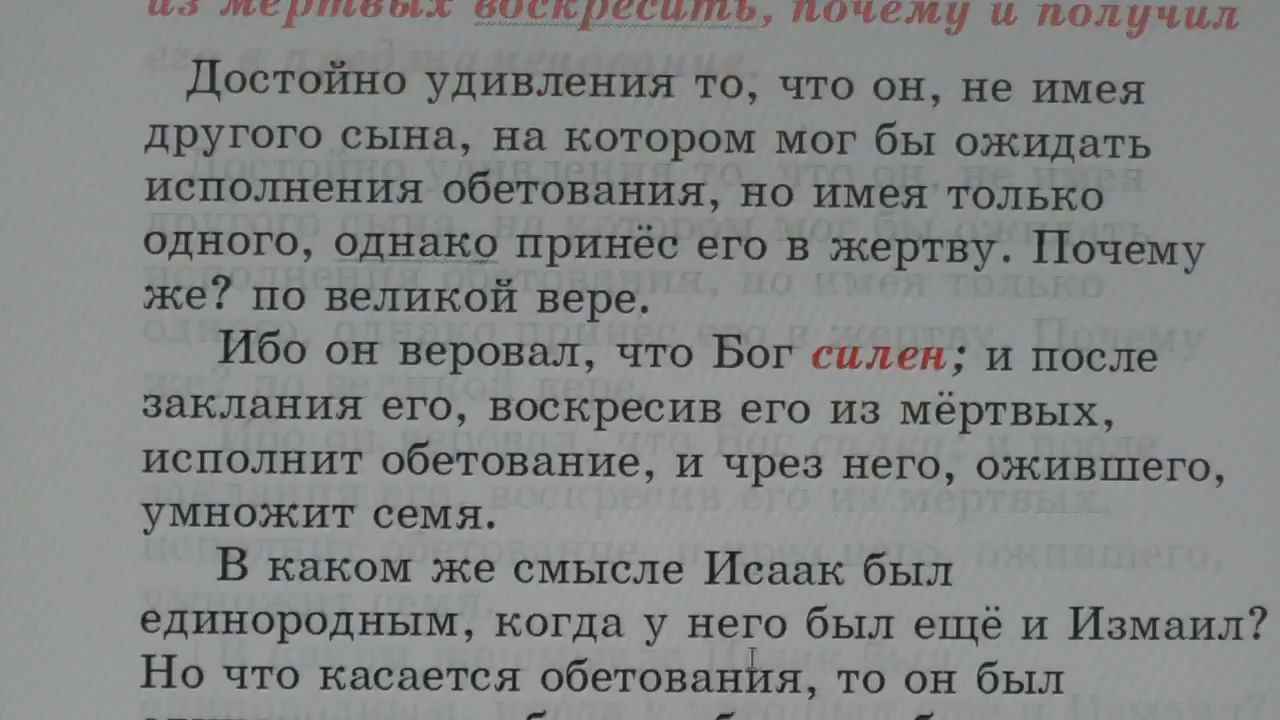 из мертвых воскресить, почему и получил
Достойно удивления то, что он, не имея
другого сына, на котором мог бы ожидать
исполнения обетования, но имея только
одного, однако принёс его в жертву. Почему
же? по великой вере.
Ибо он веровал, что Бог силен; и после
заклания его, воскресив его из мёртвых,
исполнит обетование, и чрез него, ожившего,
умножит семя.
В каком же смысле Исаак был
единородным, когда у него был ещё и Измаил?
Но что касается обетования, то он был